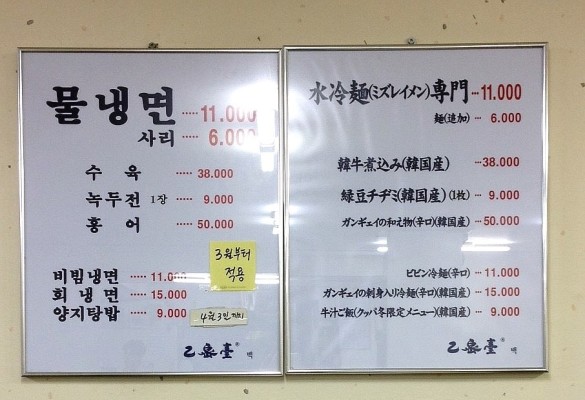 물냉면 ····· 11.000
사리 ····· 6.000
수육 ····· 38.000
녹두전 1장 ····· 9.000
홍어 ····· 50.000
3월부터
적용
비빔냉면 ····· 11.000
회냉면 ····· 15.000
양지탕밥 ····· 9.000
4월3일까지
乙密臺® 백
水冷麺(ミズレイメン)専門 ···11.000
麺(追加) ··· 6.000
韓牛煮込み(韓国産) ···38.000
緑豆チヂミ(韓国産)(1枚) ··· 9.000
ガンギェイの和え物(辛口)(韓国産) ···50.000
ビビン冷麺(辛口) ···11.000
ガンギェイの刺身入り冷麺(辛口)(韓国産) ···15.000
牛汁ご飯(クッパ冬限定メニュー)(韓国産) ··· 9.000
乙密臺® 백